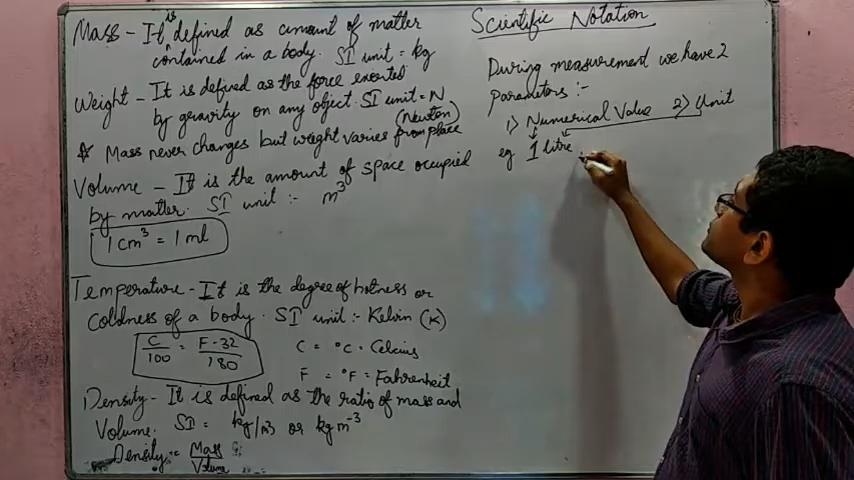 Mass - It is defined as amount of matter
contained in a body. SI unit = kg
Weight - It is defined as the force exerted
by gravity on any object. SI unit = N
(Newton)
* Mass never changes but weight varies from place
Volume - It is the amount of space occupied
by matter. SI unit :- m³
1 cm³ = 1 ml
Temperature - It is the degree of hotness or
coldness of a body. SI unit :- Kelvin (K)
C/100 = F-32/180
C = °C = Celcius
F = °F = Fahrenheit
Density - It is defined as the ratio of mass and
Volume. SI = kg/m³ or kg m⁻³
Density = Mass/Volume
Scientific Notation
During measurement we have 2
parameters :-
1) Numerical Value 2) Unit
eg 1 litre